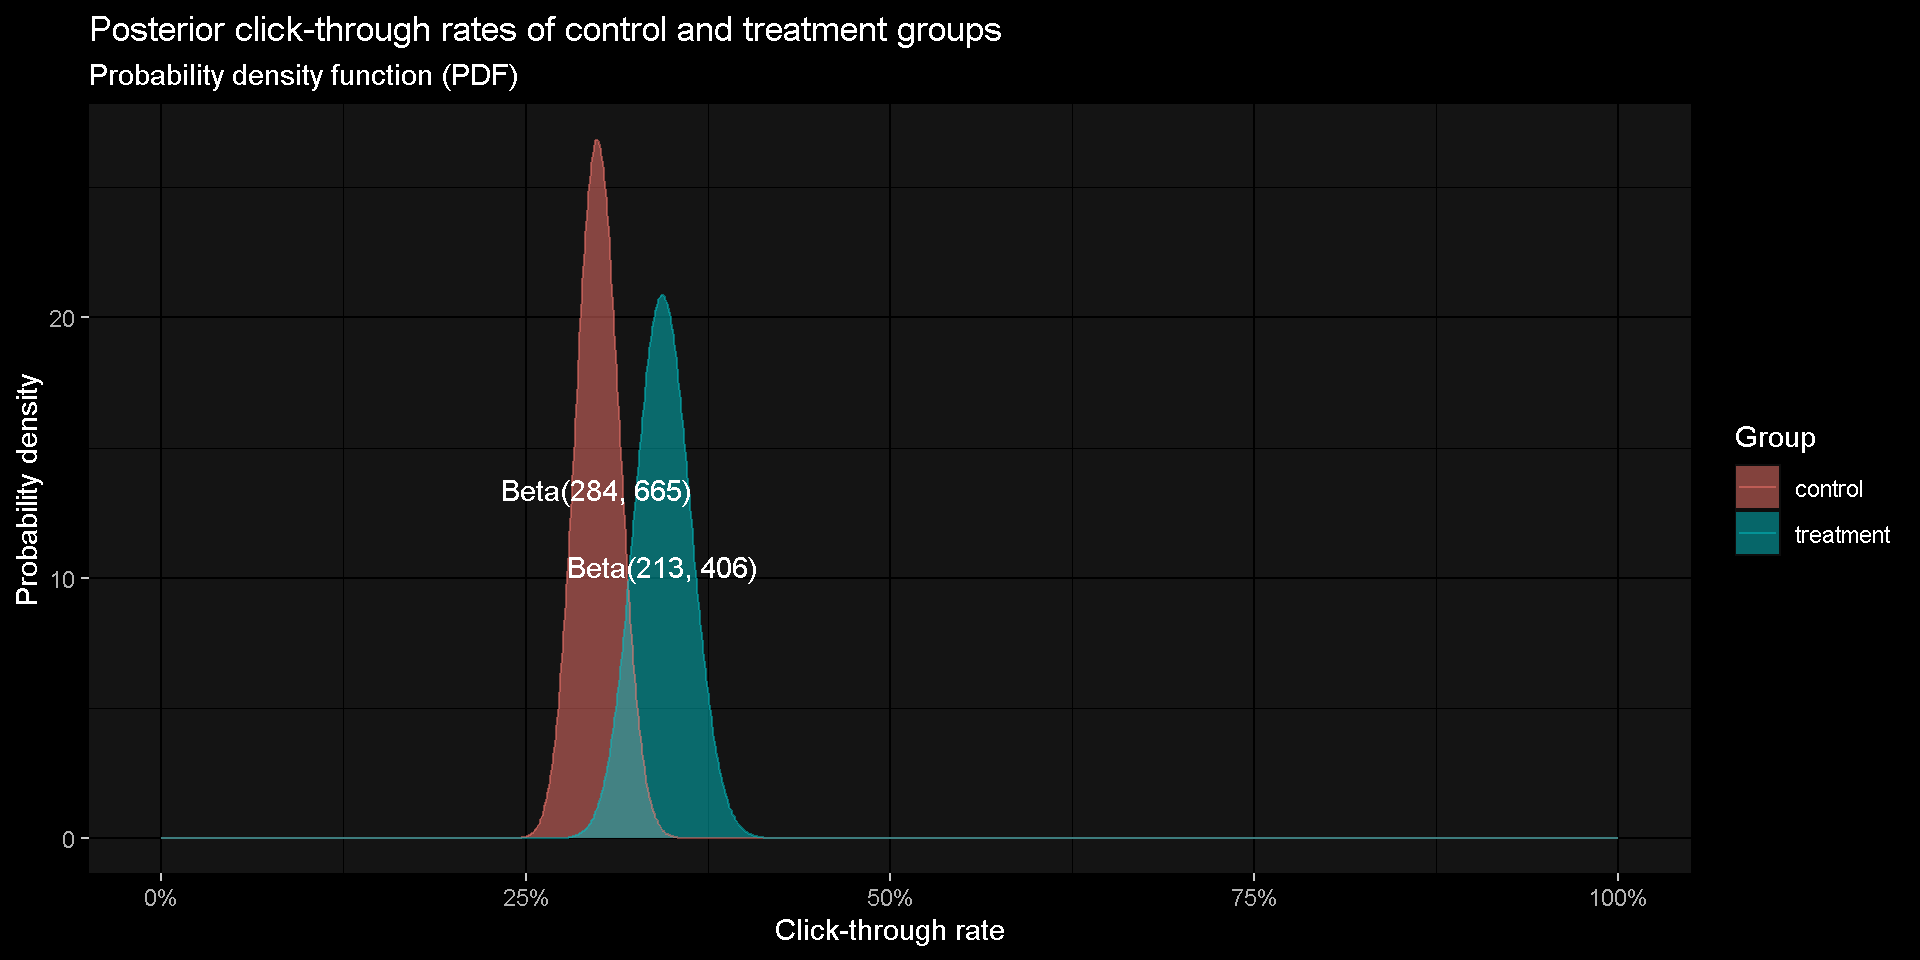 Posterior click-through rates of control and treatment groups
Probability density function (PDF)
Probability density
20
10
0
Beta(284, 665)
Beta(213, 406)
0% 25% 50% 75% 100%
Click-through rate
Group
control
treatment